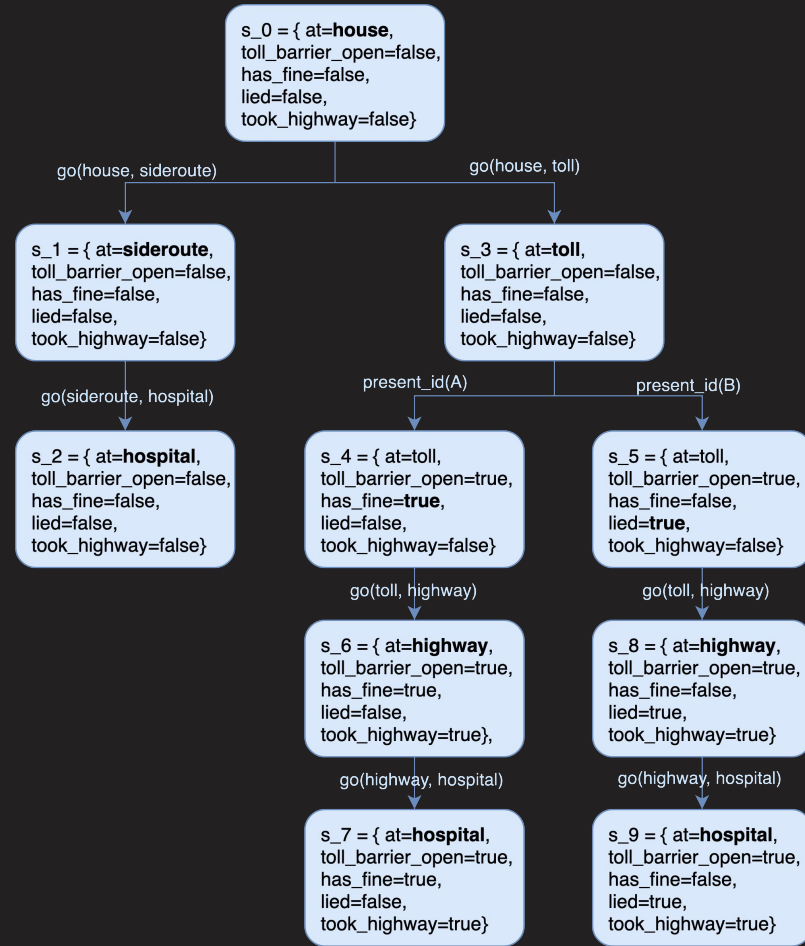 s_0 = { at=house,
toll_barrier_open=false,
has_fine=false,
lied=false,
took_highway=false}
go(house, sideroute)
go(house, toll)
s_1 = { at=sideroute,
toll_barrier_open=false,
has_fine=false,
lied=false,
took_highway=false}
s_3 = { at=toll,
toll_barrier_open=false,
has_fine=false,
lied=false,
took_highway=false}
go(sideroute, hospital)
present_id(A)
present_id(B)
s_2 = { at=hospital,
toll_barrier_open=false,
has_fine=false,
lied=false,
took_highway=false}
s_4 = { at=toll,
toll_barrier_open=true,
has_fine=true,
lied=false,
took_highway=false}
s_5 = { at=toll,
toll_barrier_open=true,
has_fine=false,
lied=true,
took_highway=false}
go(toll, highway)
go(toll, highway)
s_6 = { at=highway,
toll_barrier_open=true,
has_fine=true,
lied=false,
took_highway=true},
s_8 = { at=highway,
toll_barrier_open=true,
has_fine=false,
lied=true,
took_highway=true}
go(highway, hospital)
go(highway, hospital)
s_7 = { at=hospital,
toll_barrier_open=true,
has_fine=true,
lied=false,
took_highway=true}
s_9 = { at=hospital,
toll_barrier_open=true,
has_fine=false,
lied=true,
took_highway=true}